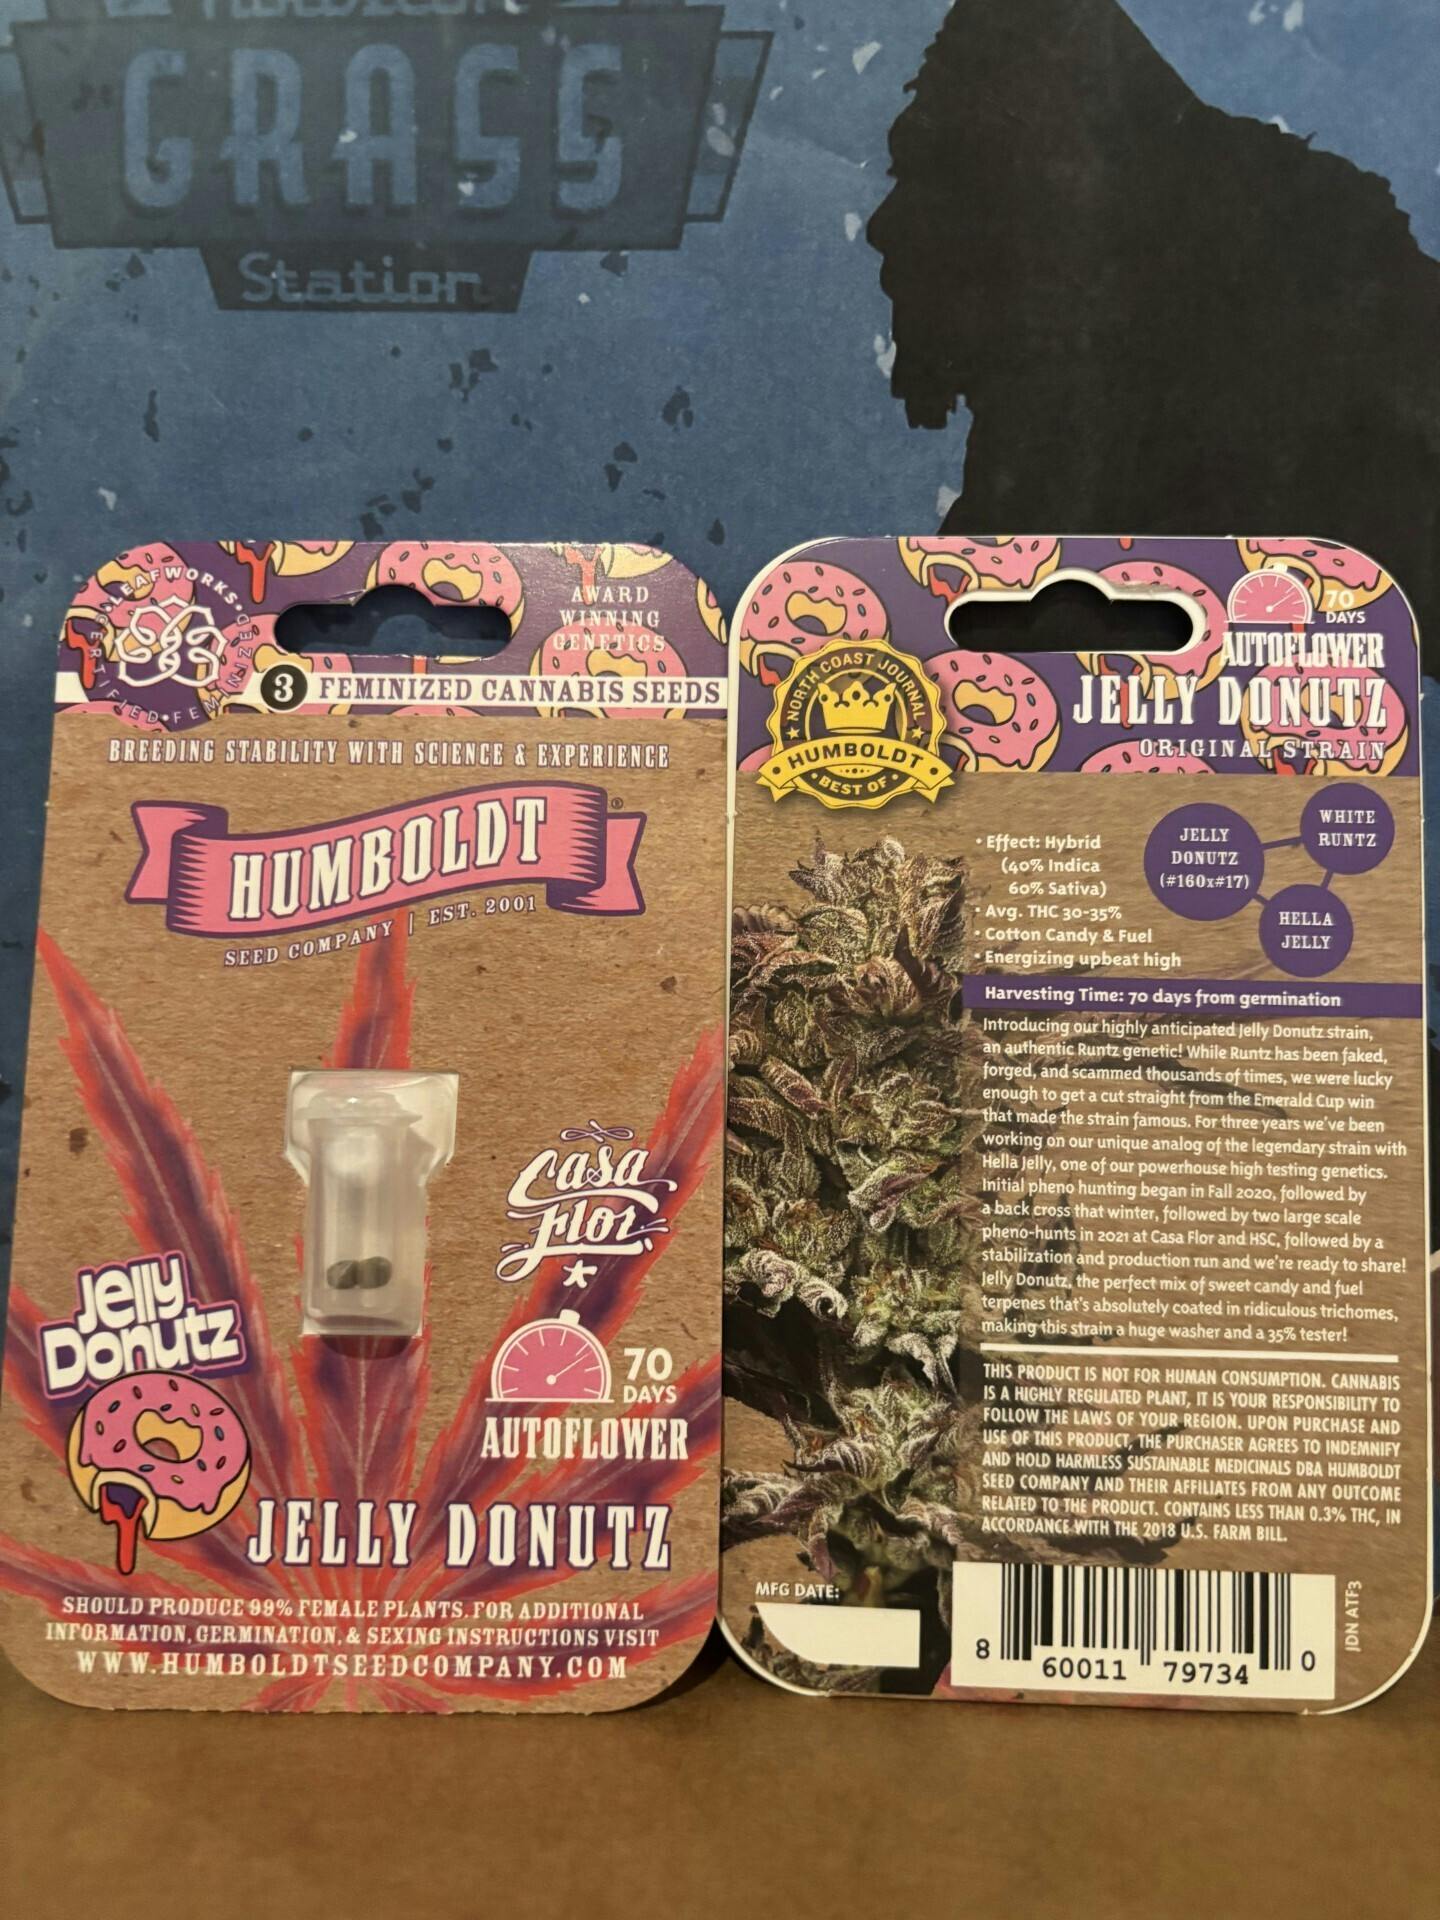 GRASS
Station
LEAFWORKS
CERTIFIED • FEMINIZED
AWARD
WINNING
GENETICS
3 FEMINIZED CANNABIS SEEDS
BREEDING STABILITY WITH SCIENCE & EXPERIENCE
HUMBOLDT®
SEED COMPANY | EST. 2001
casa
flor
Jelly
Donutz
70
DAYS
AUTOFLOWER
JELLY DONUTZ
SHOULD PRODUCE 99% FEMALE PLANTS. FOR ADDITIONAL
INFORMATION, GERMINATION, & SEXING INSTRUCTIONS VISIT
WWW.HUMBOLDTSEEDCOMPANY.COM
70
DAYS
AUTOFLOWER
JELLY DONUTZ
ORIGINAL STRAIN
NORTH COAST JOURNAL
HUMBOLDT
BEST OF
• Effect: Hybrid
(40% Indica
60% Sativa)
• Avg. THC 30-35%
• Cotton Candy & Fuel
• Energizing upbeat high
JELLY
DONUTZ
(#160x#17)
WHITE
RUNTZ
HELLA
JELLY
Harvesting Time: 70 days from germination
Introducing our highly anticipated Jelly Donutz strain,
an authentic Runtz genetic! While Runtz has been faked,
forged, and scammed thousands of times, we were lucky
enough to get a cut straight from the Emerald Cup win
that made the strain famous. For three years we've been
working on our unique analog of the legendary strain with
Hella Jelly, one of our powerhouse high testing genetics.
Initial pheno hunting began in Fall 2020, followed by
a back cross that winter, followed by two large scale
pheno-hunts in 2021 at Casa Flor and HSC, followed by a
stabilization and production run and we're ready to share!
Jelly Donutz, the perfect mix of sweet candy and fuel
terpenes that's absolutely coated in ridiculous trichomes,
making this strain a huge washer and a 35% tester!
THIS PRODUCT IS NOT FOR HUMAN CONSUMPTION. CANNABIS
IS A HIGHLY REGULATED PLANT, IT IS YOUR RESPONSIBILITY TO
FOLLOW THE LAWS OF YOUR REGION. UPON PURCHASE AND
USE OF THIS PRODUCT, THE PURCHASER AGREES TO INDEMNIFY
AND HOLD HARMLESS SUSTAINABLE MEDICINALS DBA HUMBOLDT
SEED COMPANY AND THEIR AFFILIATES FROM ANY OUTCOME
RELATED TO THE PRODUCT. CONTAINS LESS THAN 0.3% THC, IN
ACCORDANCE WITH THE 2018 U.S. FARM BILL.
MFG DATE:
8 60011 79734 0
JDN ATF3